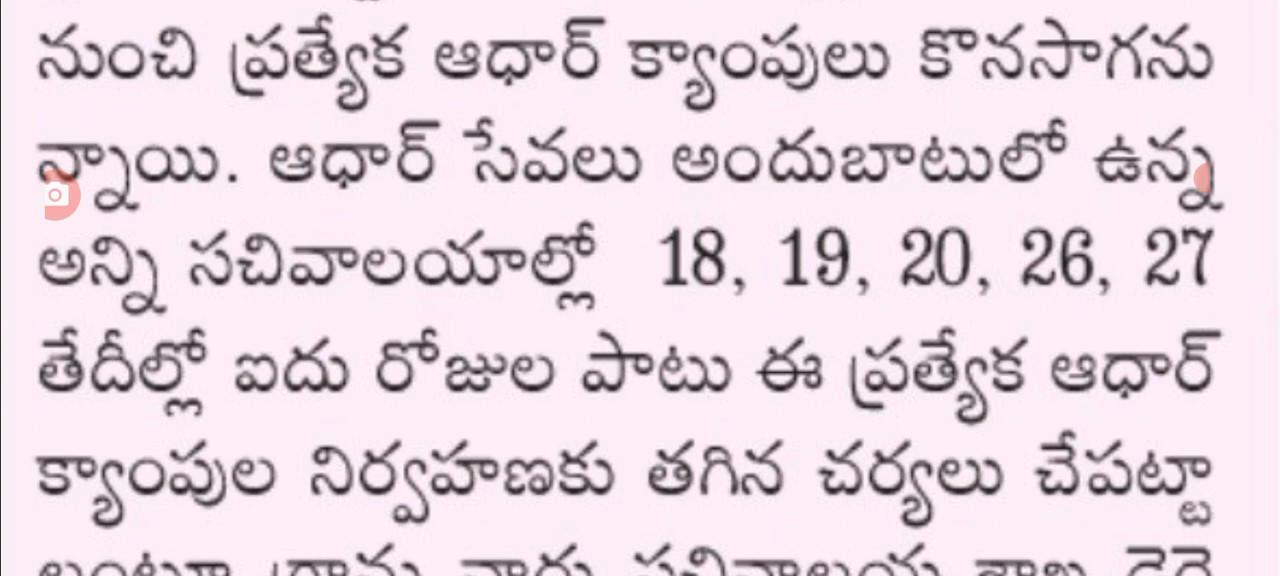 నుంచి ప్రత్యేక ఆధార్ క్యాంపులు కొనసాగను
న్నాయి. ఆధార్ సేవలు అందుబాటులో ఉన్న
అన్ని సచివాలయాల్లో 18, 19, 20, 26, 27
తేదీల్లో ఐదు రోజుల పాటు ఈ ప్రత్యేక ఆధార్
క్యాంపుల నిర్వహణకు తగిన చర్యలు చేపట్టా